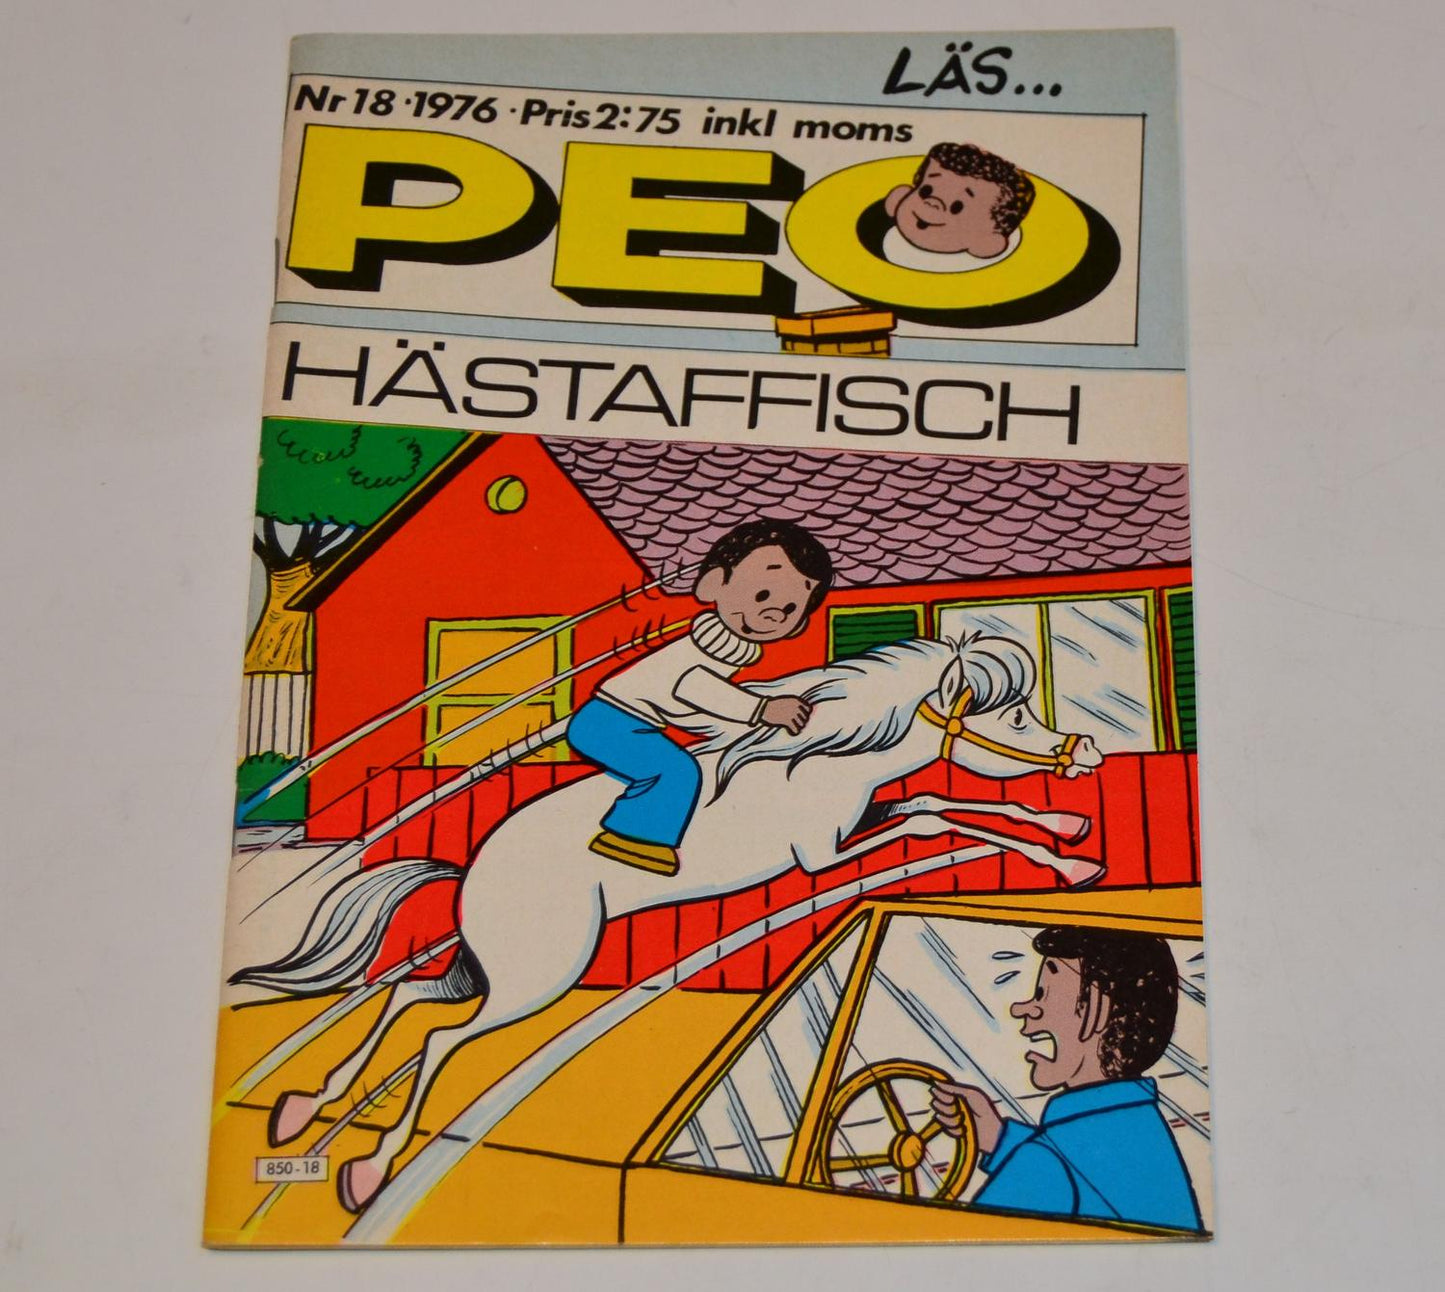 LÄS...
Nr 18 · 1976 · Pris 2:75 inkl moms
PEO
HÄSTAFFISCH
850-18